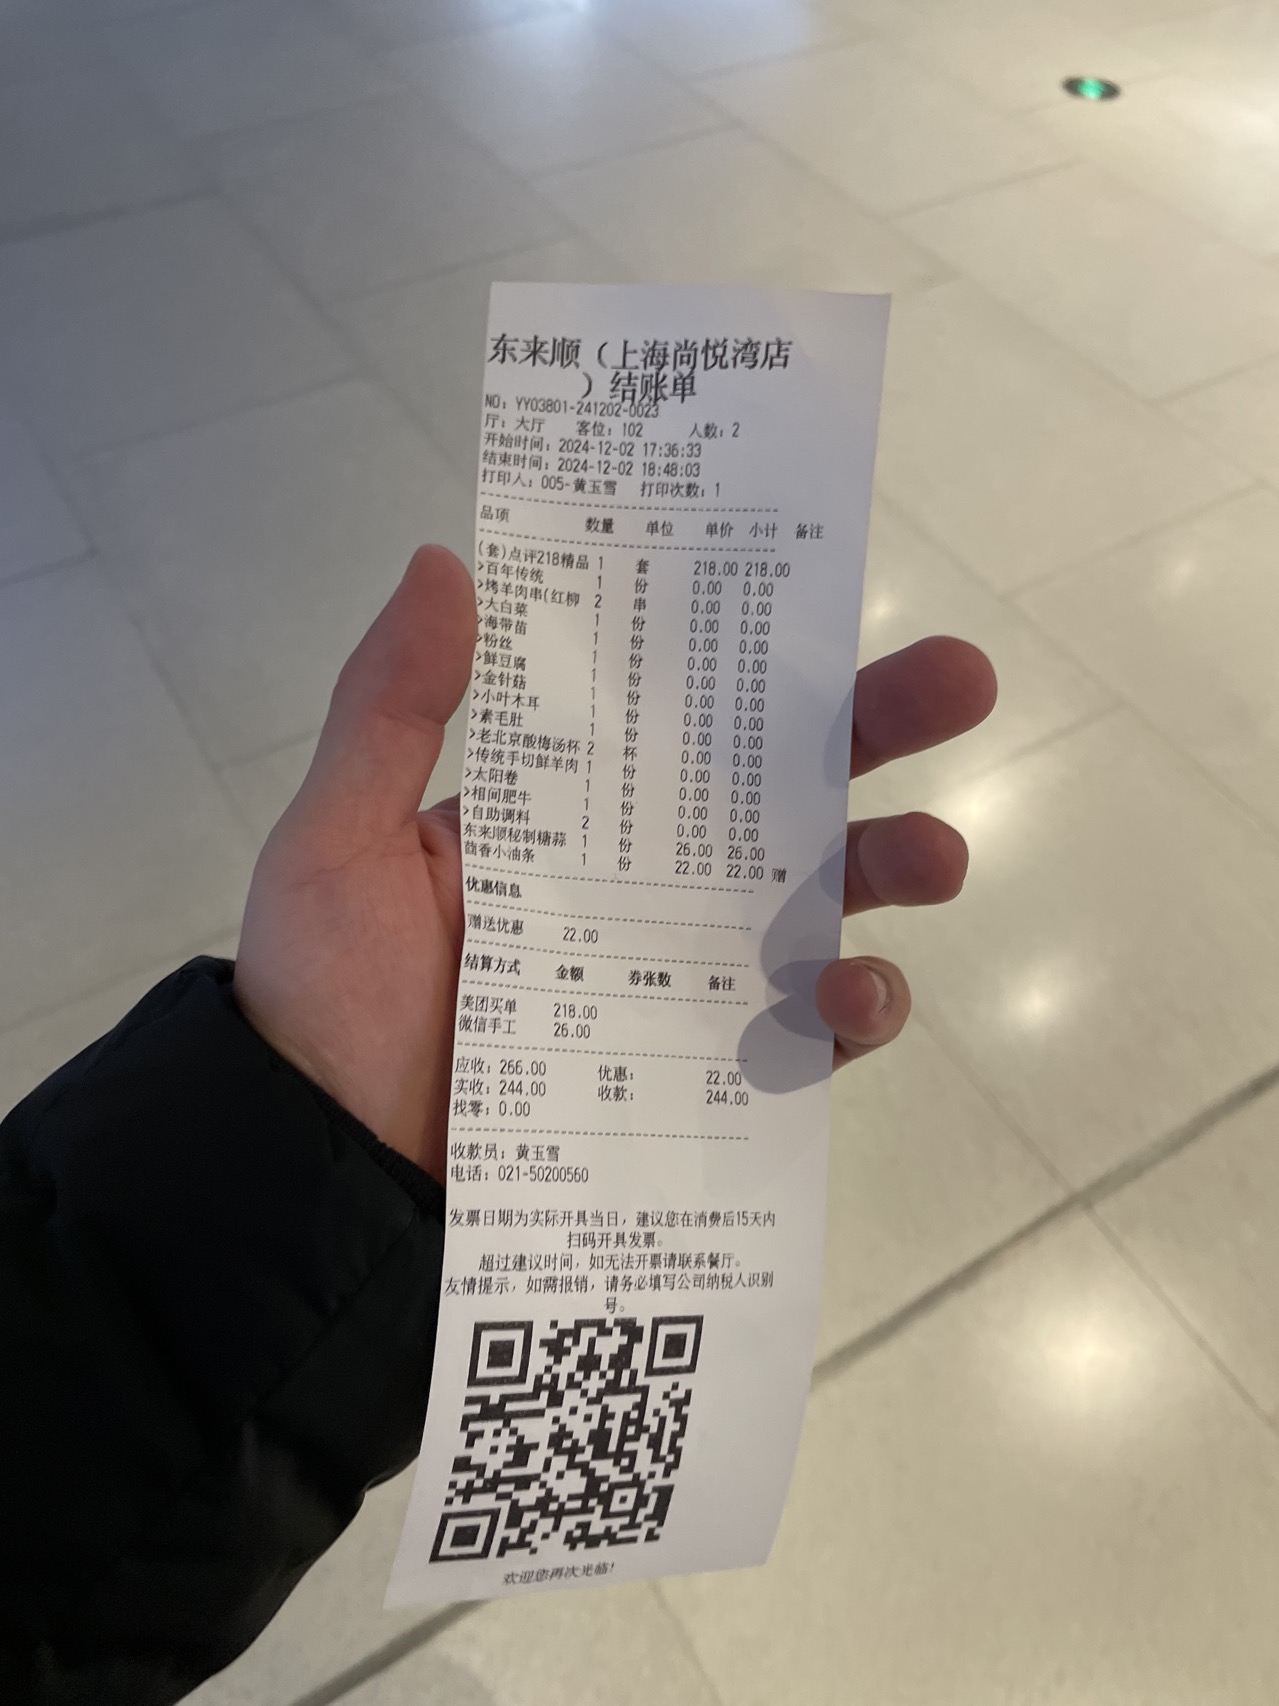 东来顺（上海尚悦湾店
）结账单
NO: YY03801-241202-0023
厅: 大厅 客位: 102 人数: 2
开始时间: 2024-12-02 17:36:33
结束时间: 2024-12-02 18:48:03
打印人: 005-黄玉雪 打印次数: 1
品项 数量 单位 单价 小计 备注
(套)点评218精品 1 套 218.00 218.00
>百年传统 1 份 0.00 0.00
>烤羊肉串(红柳 2 串 0.00 0.00
>大白菜 1 份 0.00 0.00
>海带苗 1 份 0.00 0.00
>粉丝 1 份 0.00 0.00
>鲜豆腐 1 份 0.00 0.00
>金针菇 1 份 0.00 0.00
>小叶木耳 1 份 0.00 0.00
>素毛肚 1 份 0.00 0.00
>老北京酸梅汤杯 2 杯 0.00 0.00
>传统手切鲜羊肉 1 份 0.00 0.00
>太阳卷 1 份 0.00 0.00
>相间肥牛 1 份 0.00 0.00
>自助调料 2 份 0.00 0.00
东来顺秘制糖蒜 1 份 26.00 26.00
茴香小油条 1 份 22.00 22.00 赠
优惠信息
赠送优惠 22.00
结算方式 金额 券张数 备注
美团买单 218.00
微信手工 26.00
应收: 266.00 优惠: 22.00
实收: 244.00 收款: 244.00
找零: 0.00
收款员: 黄玉雪
电话: 021-50200560
发票日期为实际开具当日，建议您在消费后15天内
扫码开具发票。
超过建议时间，如无法开票请联系餐厅。
友情提示，如需报销，请务必填写公司纳税人识别
号。
欢迎您再次光临!